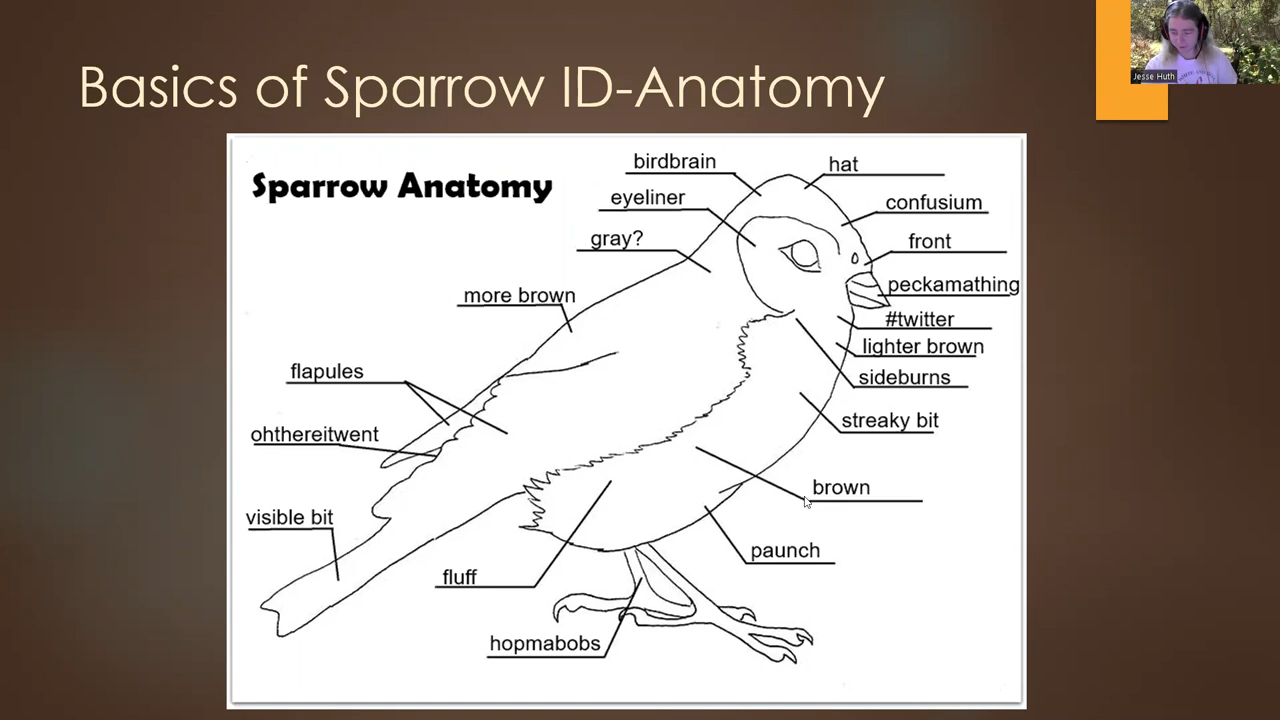 Jesse Huth
Basics of Sparrow ID-Anatomy
Sparrow Anatomy
birdbrain
hat
eyeliner
confusium
gray?
front
peckamathing
more brown
#twitter
lighter brown
flapules
sideburns
streaky bit
ohthereitwent
brown
visible bit
paunch
fluff
hopmabobs